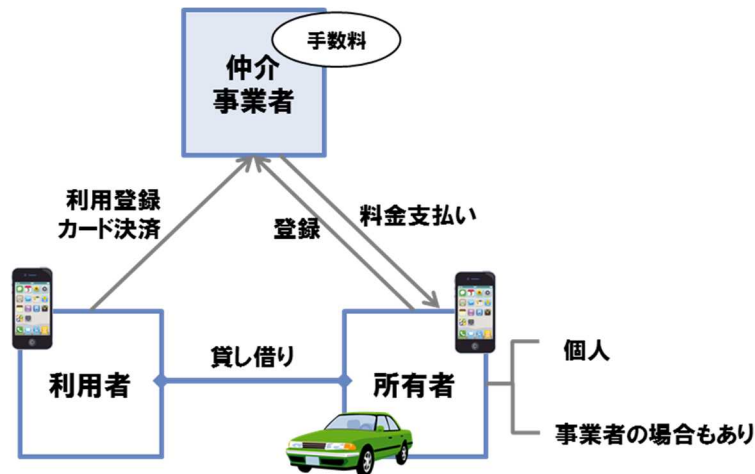 手数料
仲介
事業者
利用登録
カード決済
登録
料金支払い
利用者
貸し借り
所有者
個人
事業者の場合もあり